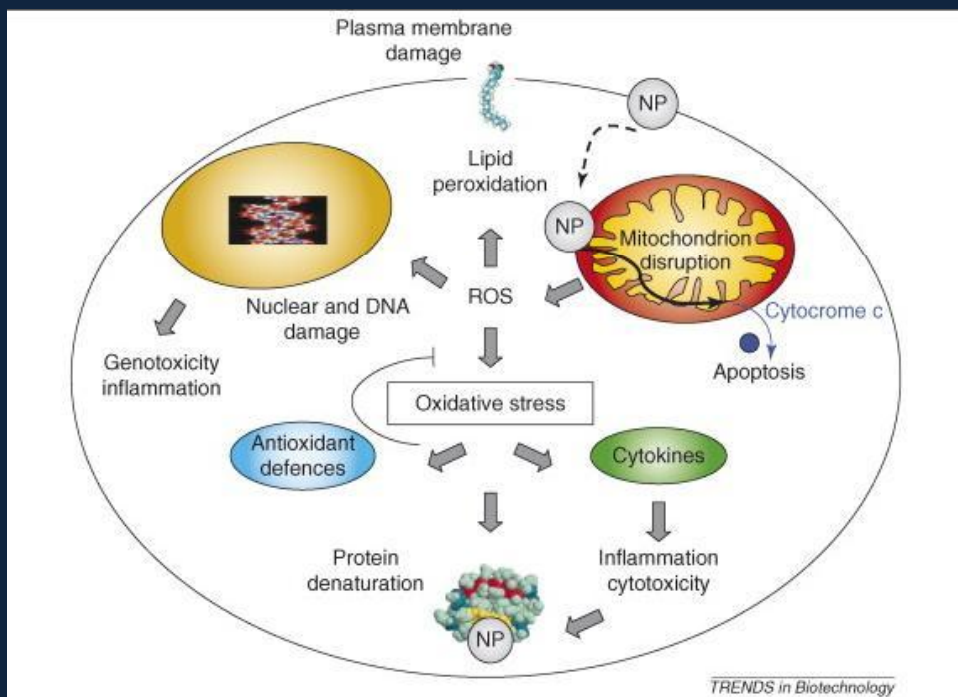 Plasma membrane
damage
NP
Lipid
peroxidation
NP
Mitochondrion
disruption
ROS
Nuclear and DNA
damage
Cytocrome c
Genotoxicity
inflammation
Apoptosis
Oxidative stress
Antioxidant
defences
Cytokines
Protein
denaturation
Inflammation
cytotoxicity
NP
TRENDS in Biotechnology